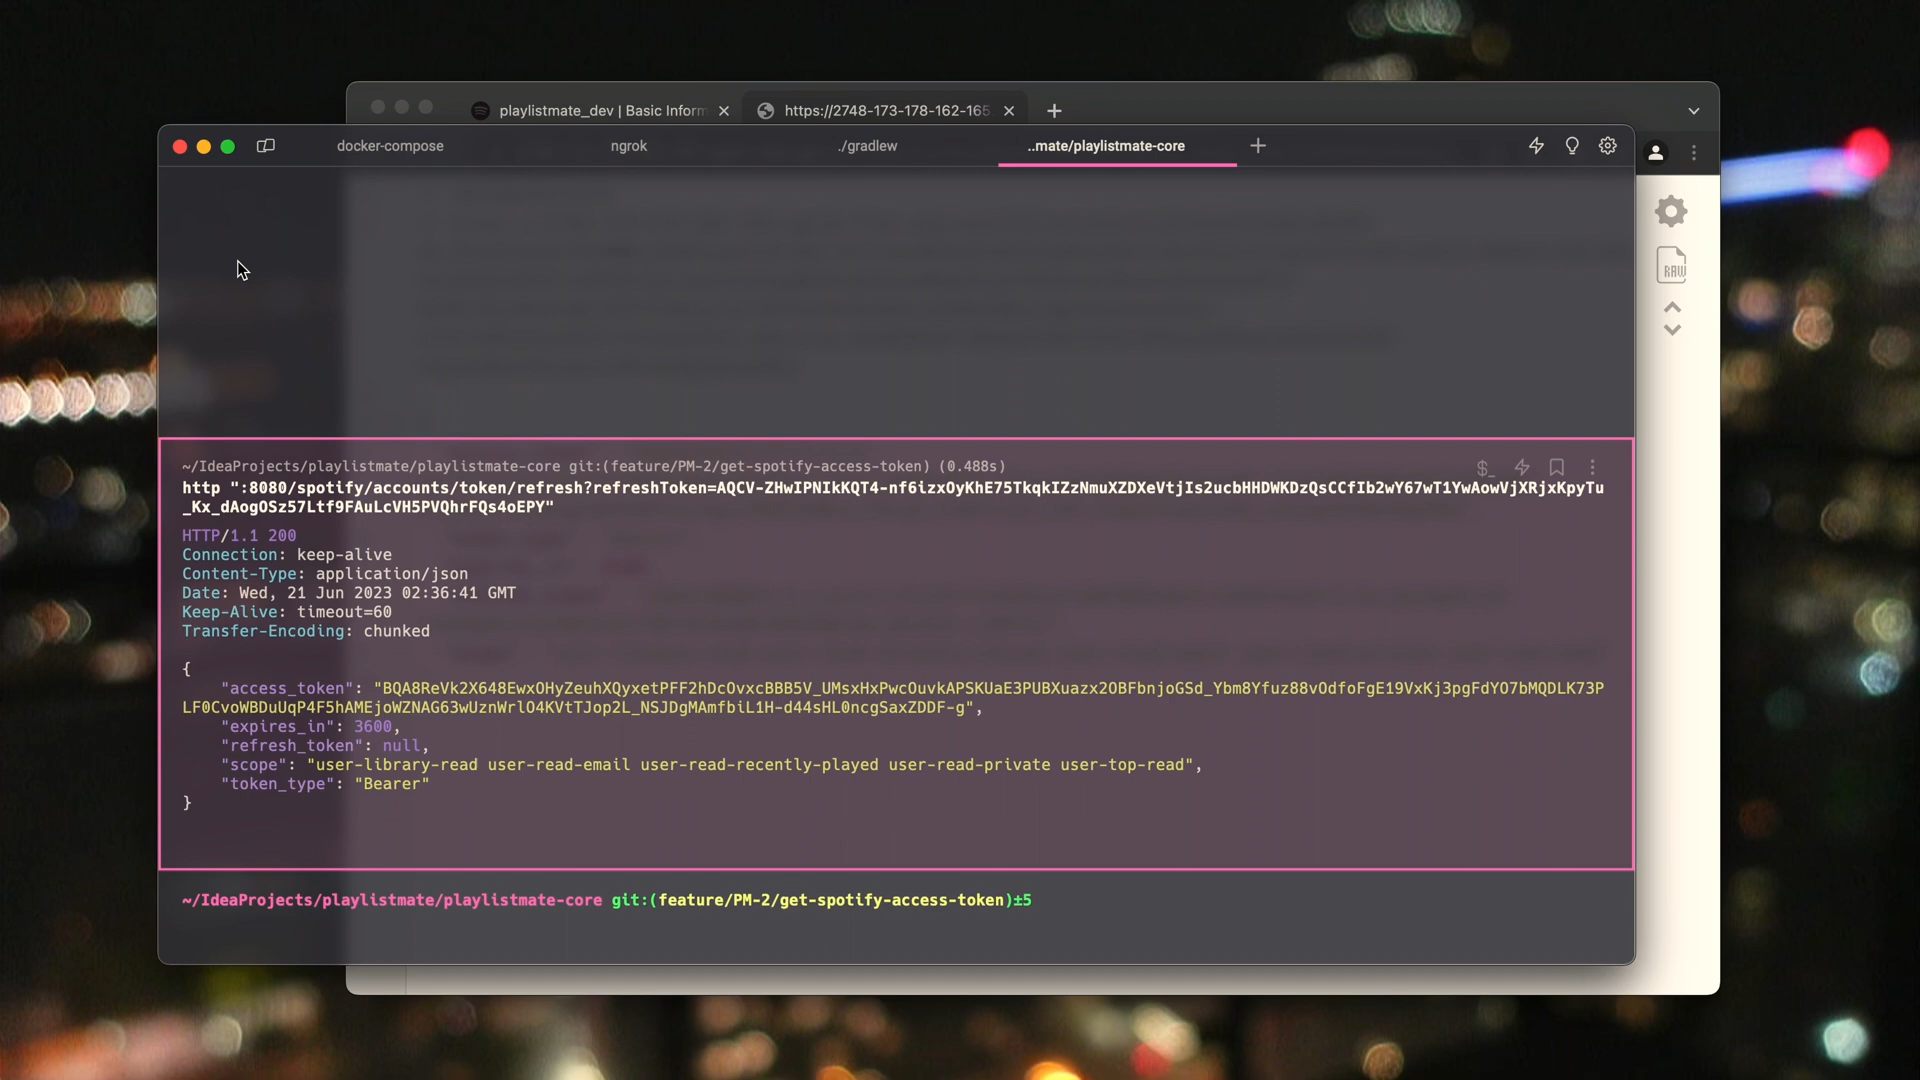 playlistmate_dev | Basic Inform
https://2748-173-178-162-165
docker-compose
ngrok
./gradlew
..mate/playlistmate-core
RAW
~/IdeaProjects/playlistmate/playlistmate-core git:(feature/PM-2/get-spotify-access-token) (0.488s)
http ":8080/spotify/accounts/token/refresh?refreshToken=AQCV-ZHwIPNIkKQT4-nf6izxOyKhE75TkqkIZzNmuXZDXeVtjIs2ucbHHDWKDzQsCCfIb2wY67wT1YwAowVjXRjxKpyTu
_Kx_dAogOSz57Ltf9FAuLcVH5PVQhrFQs4oEPY"
HTTP/1.1 200
Connection: keep-alive
Content-Type: application/json
Date: Wed, 21 Jun 2023 02:36:41 GMT
Keep-Alive: timeout=60
Transfer-Encoding: chunked
{
"access_token": "BQA8ReVk2X648EwxOHyZeuhXQyxetPFF2hDcOvxcBBB5V_UMsxHxPwcOuvkAPSKUaE3PUBXuazx2OBFbnjoGSd_Ybm8Yfuz88vOdfoFgE19VxKj3pgFdYO7bMQDLK73P
LF0CvoWBDuUqP4F5hAMEjoWZNAG63wUznWrlO4KVtTJop2L_NSJDgMAmfbiL1H-d44sHL0ncgSaxZDDF-g",
"expires_in": 3600,
"refresh_token": null,
"scope": "user-library-read user-read-email user-read-recently-played user-read-private user-top-read",
"token_type": "Bearer"
}
~/IdeaProjects/playlistmate/playlistmate-core git:(feature/PM-2/get-spotify-access-token)±5